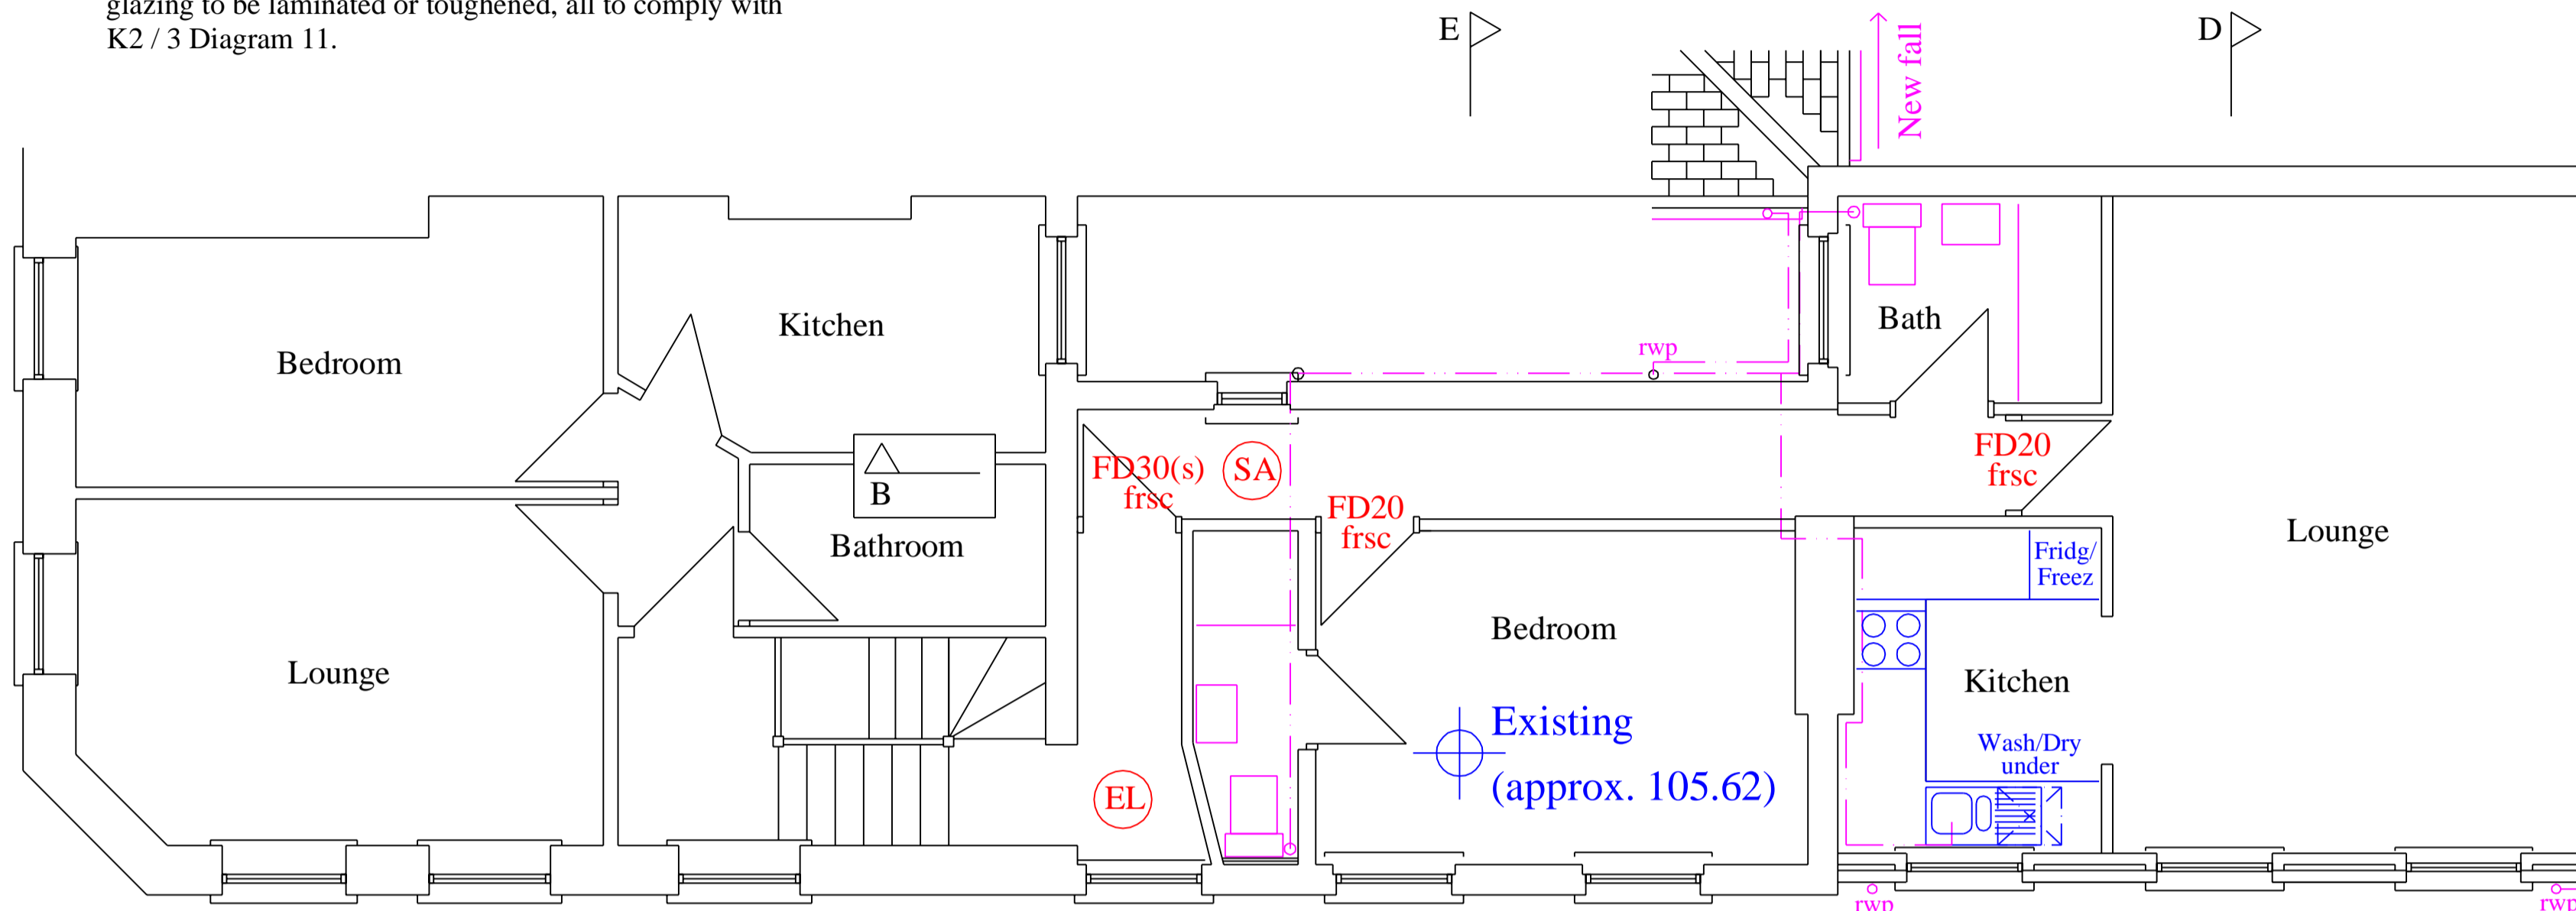 glazing to be laminated or toughened, all to comply with
K2 / 3 Diagram 11.
E
D
New fall
Bedroom
Kitchen
rwp
Bath
B
Bathroom
FD30(s)
frsc
SA
FD20
frsc
FD20
frsc
Lounge
Fridg/
Freez
Lounge
Bedroom
Kitchen
Existing
(approx. 105.62)
Wash/Dry
under
EL
rwp
rwp